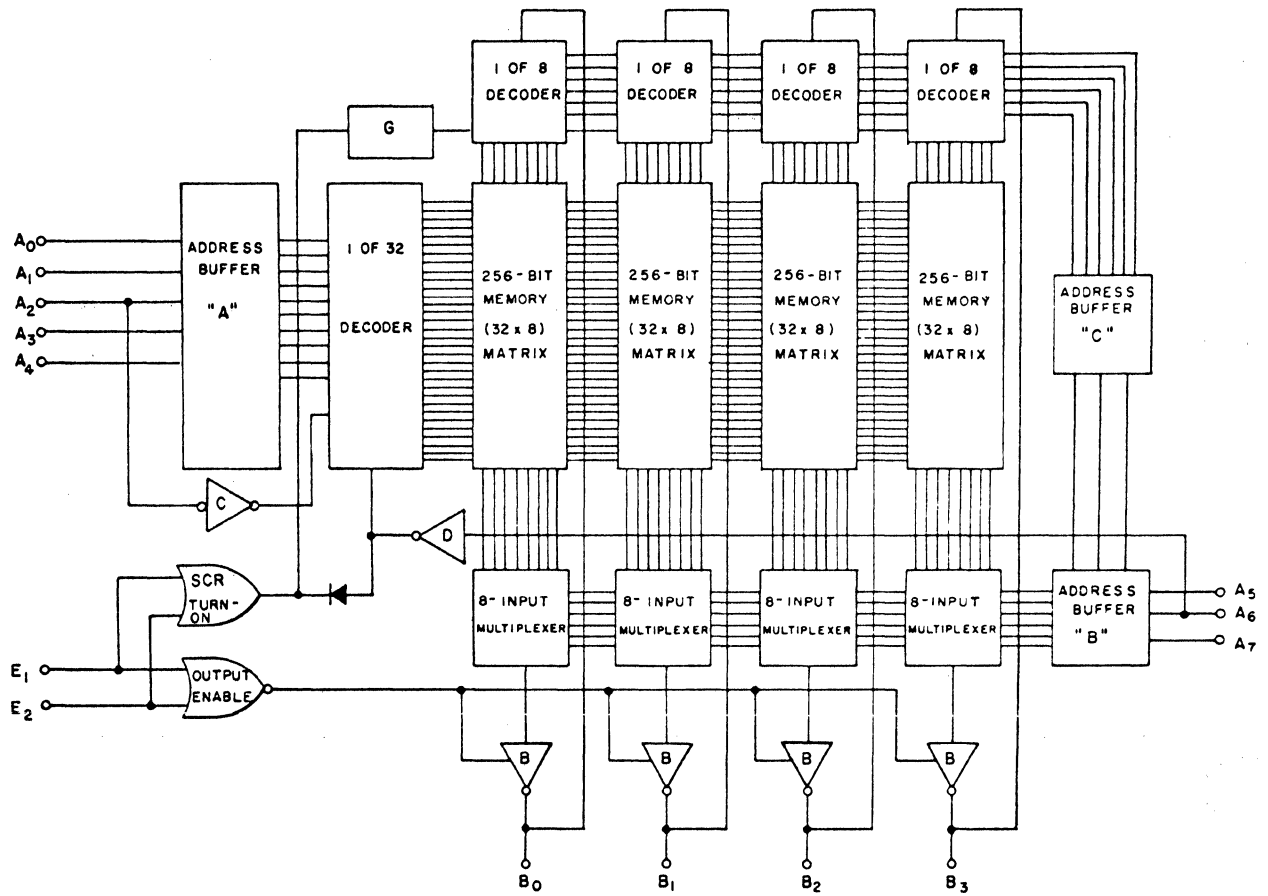 1 OF 8
DECODER
1 OF 8
DECODER
1 OF 8
DECODER
1 OF 8
DECODER
G
A0
A1
A2
A3
A4
ADDRESS
BUFFER
"A"
1 OF 32
DECODER
256-BIT
MEMORY
(32 x 8)
MATRIX
256-BIT
MEMORY
(32 x 8)
MATRIX
256-BIT
MEMORY
(32 x 8)
MATRIX
256-BIT
MEMORY
(32 x 8)
MATRIX
ADDRESS
BUFFER
"C"
C
D
SCR
TURN-
ON
E1
E2
OUTPUT
ENABLE
8-INPUT
MULTIPLEXER
8-INPUT
MULTIPLEXER
8-INPUT
MULTIPLEXER
8-INPUT
MULTIPLEXER
ADDRESS
BUFFER
"B"
A5
A6
A7
B
B
B
B
B0
B1
B2
B3